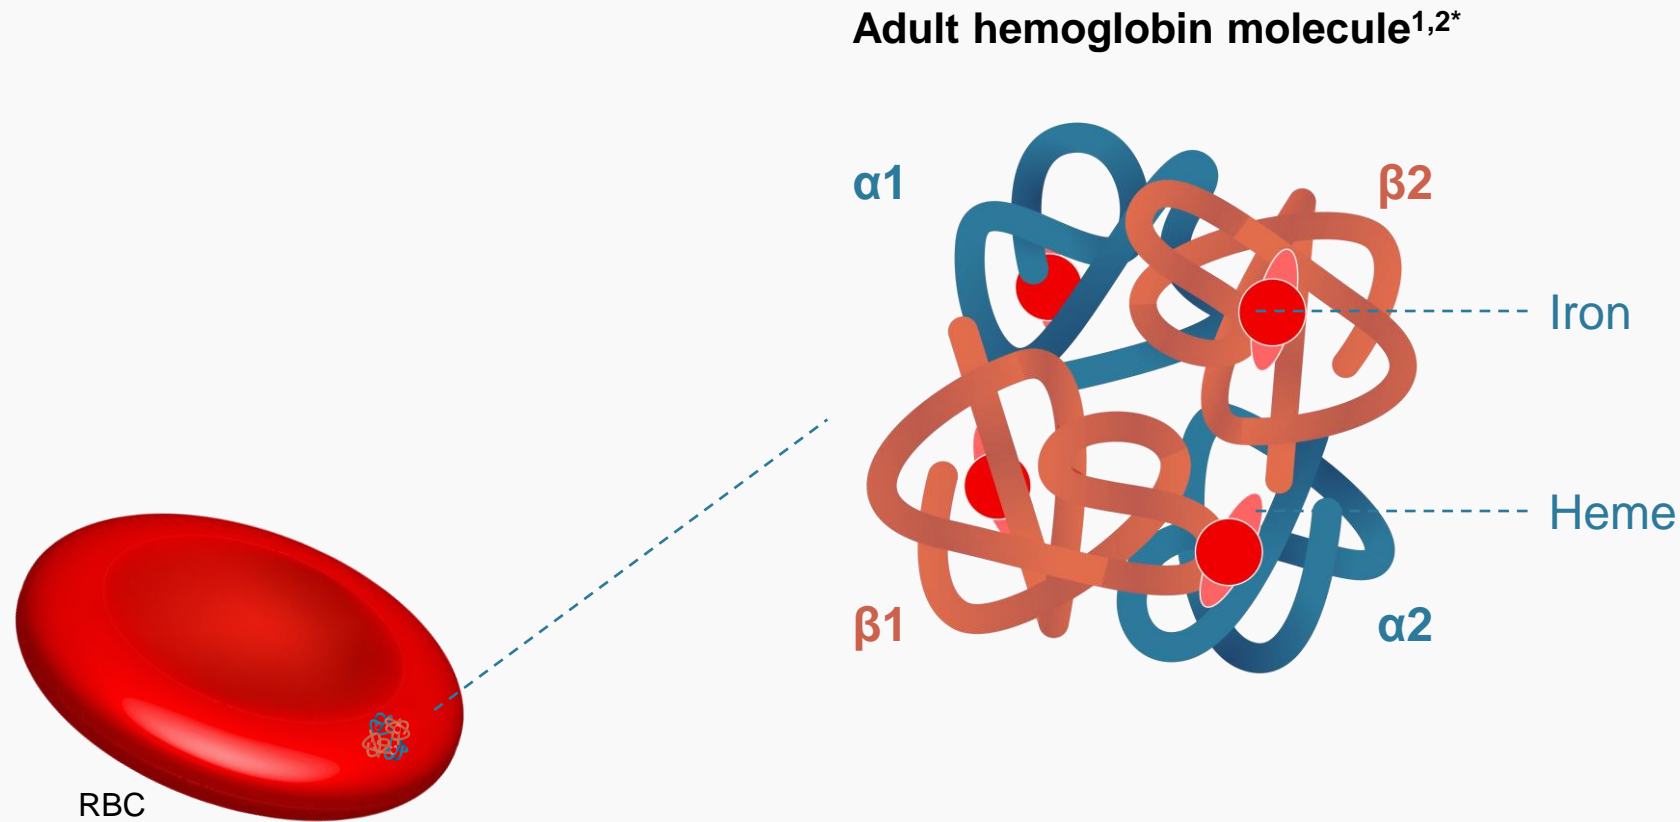 Adult hemoglobin molecule1,2*
α1
β2
Iron
Heme
β1
α2
RBC